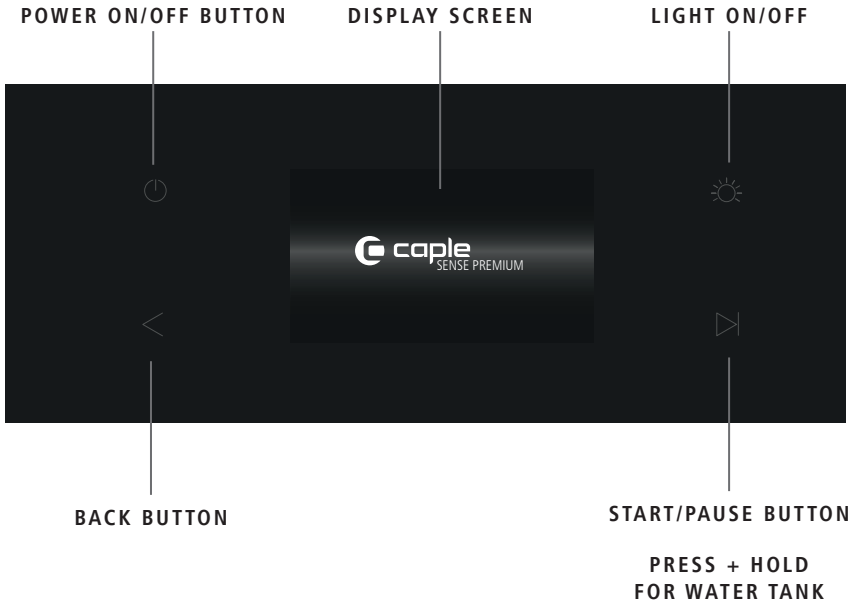 POWER ON/OFF BUTTON
DISPLAY SCREEN
LIGHT ON/OFF
caple
SENSE PREMIUM
BACK BUTTON
START/PAUSE BUTTON
PRESS + HOLD
FOR WATER TANK